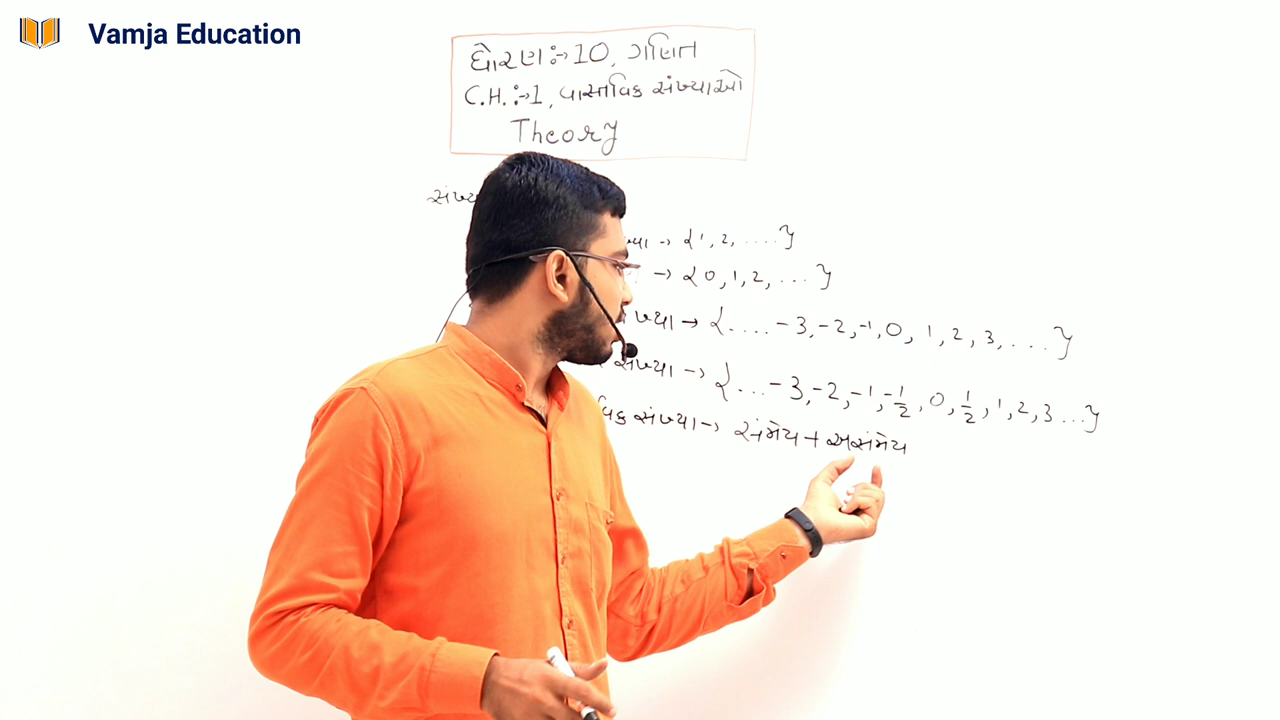 Vamja Education
ધોરણ :→ 10, ગણિત
C.H. :→ 1, વાસ્તવિક સંખ્યાઓ
Theory
→ { 1, 2, .... }
→ { 0, 1, 2, ... }
→ { .... -3, -2, -1, 0, 1, 2, 3, ... }
સંખ્યા → { ... -3, -2, -1, -1/2, 0, 1/2, 1, 2, 3 ... }
સંખ્યા → સંમેય + અસંમેય